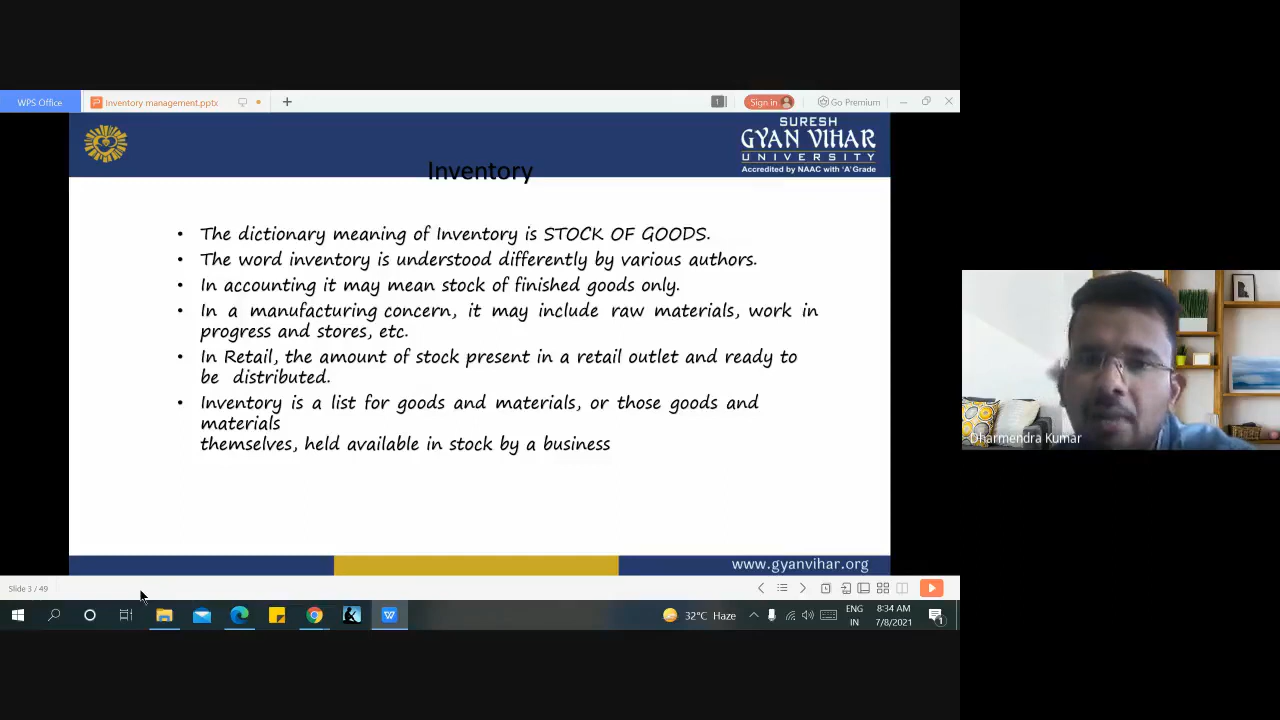 WPS Office
Inventory management.pptx
1
Sign in
Go Premium
SURESH
GYAN VIHAR
UNIVERSITY
Accredited by NAAC with 'A' Grade
Inventory
• The dictionary meaning of Inventory is STOCK OF GOODS.
• The word inventory is understood differently by various authors.
• In accounting it may mean stock of finished goods only.
• In a manufacturing concern, it may include raw materials, work in
progress and stores, etc.
• In Retail, the amount of stock present in a retail outlet and ready to
be distributed.
• Inventory is a list for goods and materials, or those goods and
materials
themselves, held available in stock by a business
Dharmendra Kumar
www.gyanvihar.org
Slide 3 / 49
32°C Haze
ENG
IN
8:34 AM
7/8/2021
1